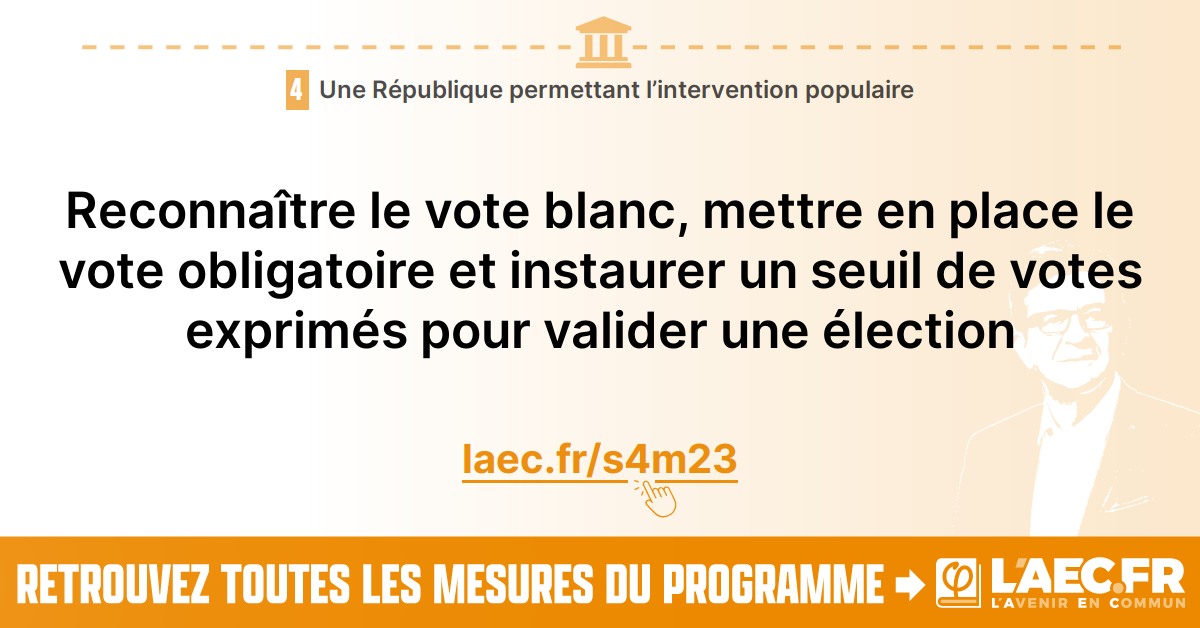 4 Une République permettant l’intervention populaire
Reconnaître le vote blanc, mettre en place le
vote obligatoire et instaurer un seuil de votes
exprimés pour valider une élection
laec.fr/s4m23
RETROUVEZ TOUTES LES MESURES DU PROGRAMME
φ L'AEC.FR
L'AVENIR EN COMMUN